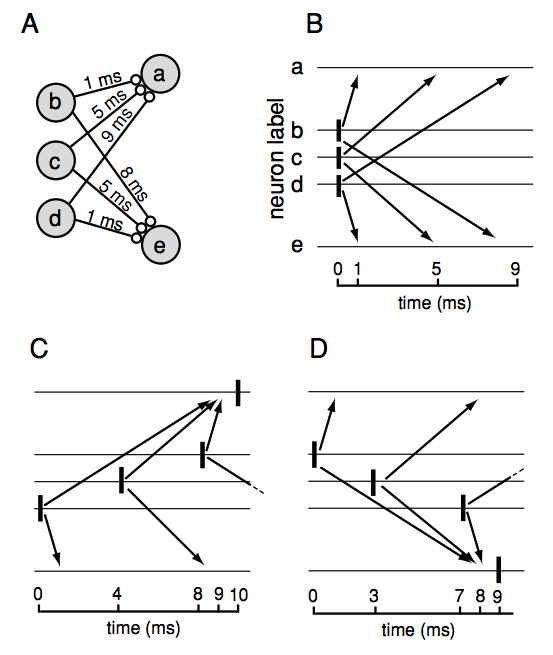 A
a
b
c
d
e
1 ms
5 ms
9 ms
8 ms
5 ms
1 ms
B
neuron label
a
b
c
d
e
0 1 5 9
time (ms)
C
0 4 8 9 10
time (ms)
D
0 3 7 8 9
time (ms)